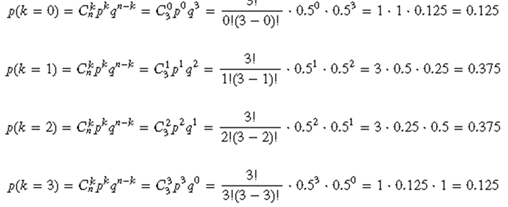 p(k = 0) = C_n^k p^k q^{n−k} = C_3^0 p^0 q^3 = \frac{3!}{0!(3 − 0)!} · 0.5^0 · 0.5^3 = 1 · 1 · 0.125 = 0.125
p(k = 1) = C_n^k p^k q^{n−k} = C_3^1 p^1 q^2 = \frac{3!}{1!(3 − 1)!} · 0.5^1 · 0.5^2 = 3 · 0.5 · 0.25 = 0.375
p(k = 2) = C_n^k p^k q^{n−k} = C_3^2 p^2 q^1 = \frac{3!}{2!(3 − 2)!} · 0.5^2 · 0.5^1 = 3 · 0.25 · 0.5 = 0.375
p(k = 3) = C_n^k p^k q^{n−k} = C_3^3 p^3 q^0 = \frac{3!}{3!(3 − 3)!} · 0.5^3 · 0.5^0 = 1 · 0.125 · 1 = 0.125